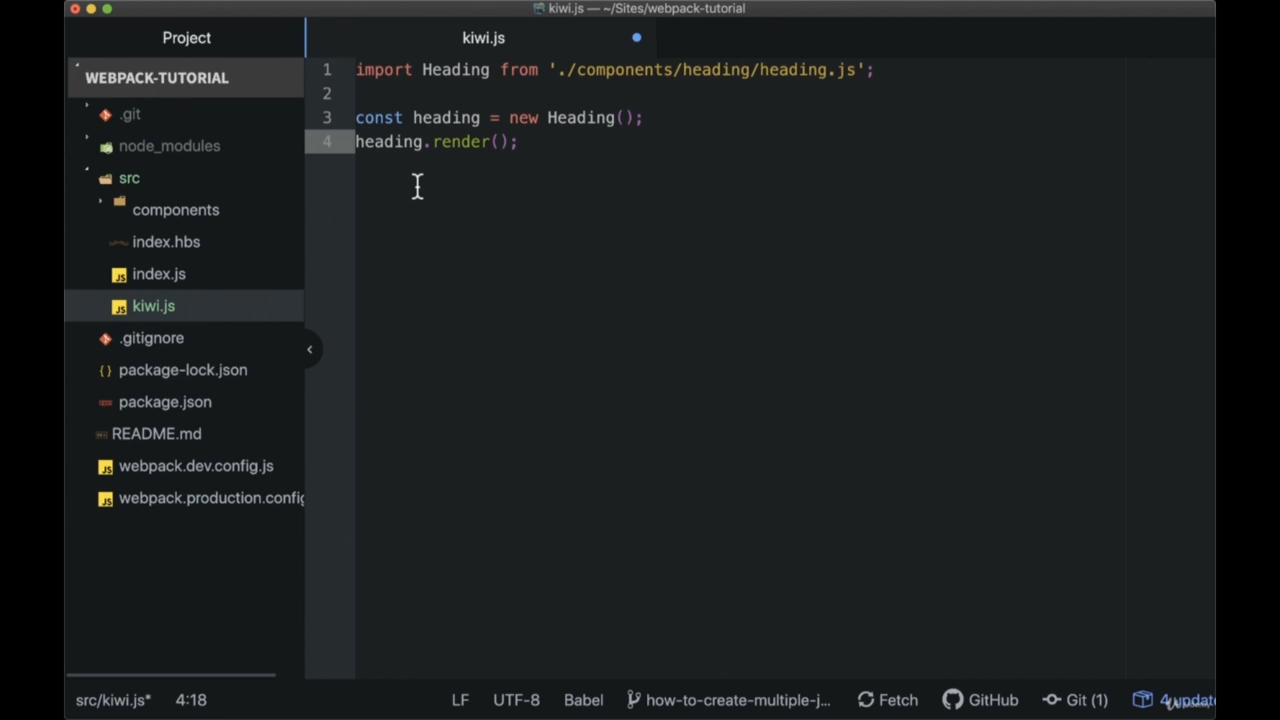 kiwi.js — ~/Sites/webpack-tutorial
Project
kiwi.js
WEBPACK-TUTORIAL
.git
node_modules
src
components
index.hbs
index.js
kiwi.js
.gitignore
package-lock.json
package.json
README.md
webpack.dev.config.js
webpack.production.config
1 import Heading from './components/heading/heading.js';
2
3 const heading = new Heading();
4 heading.render();
src/kiwi.js* 4:18 LF UTF-8 Babel how-to-create-multiple-j... Fetch GitHub Git (1) 4 updat